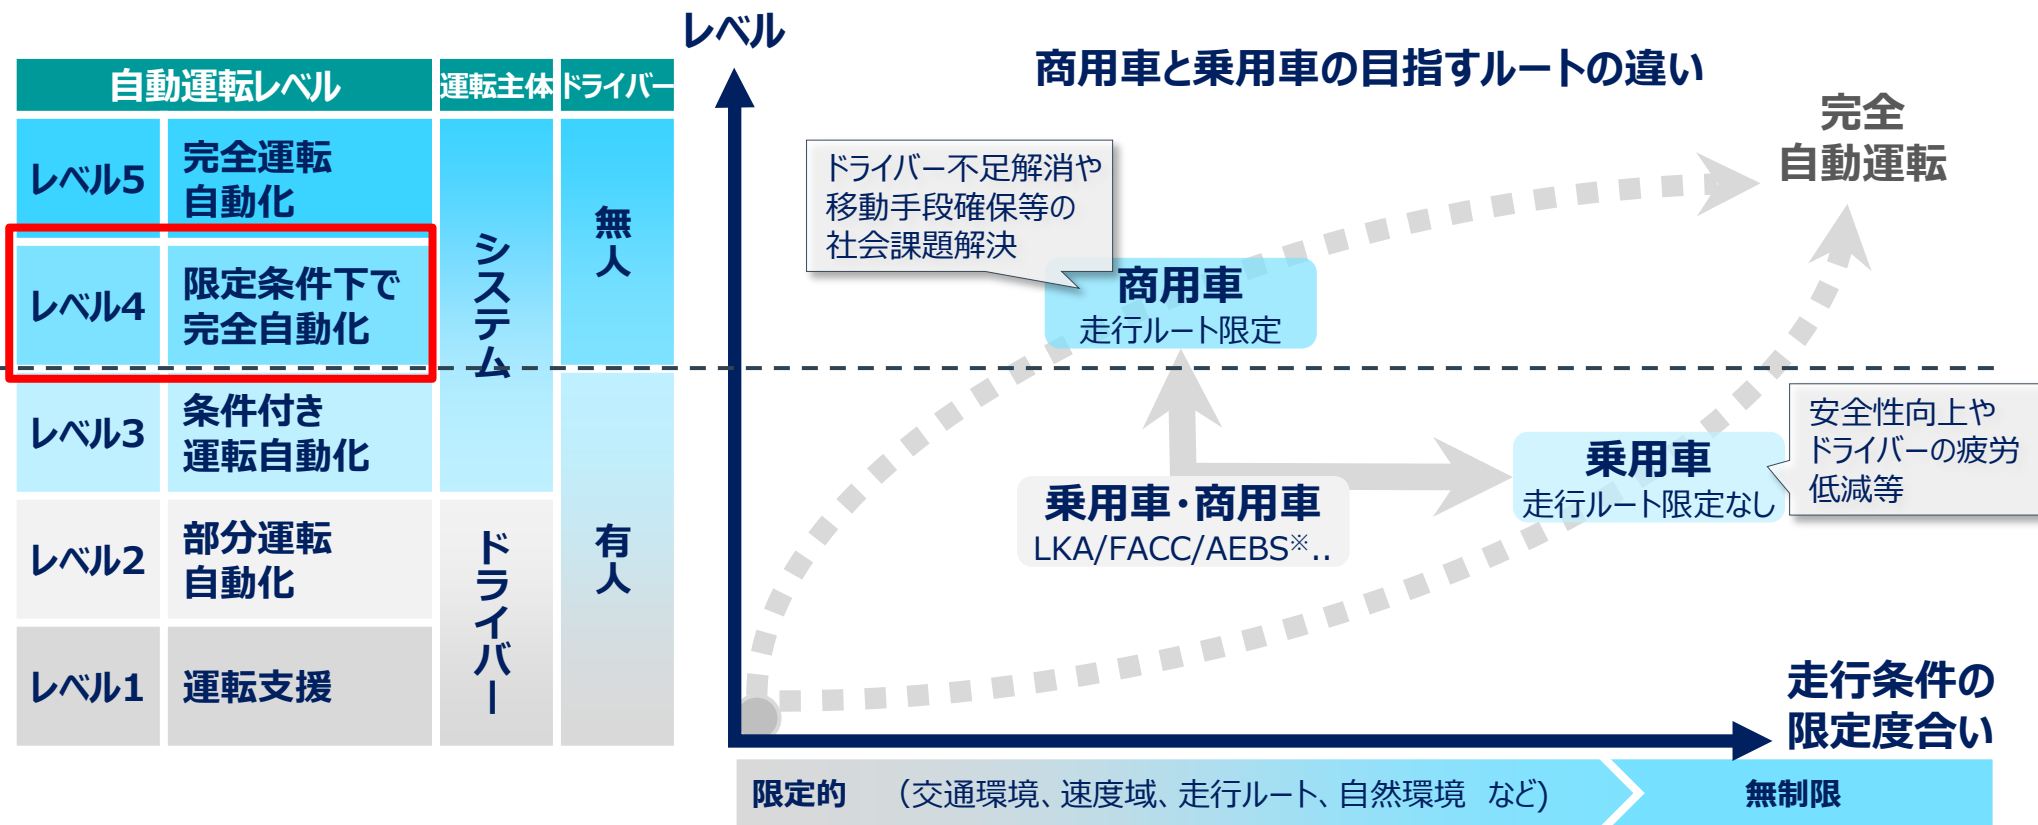 自動運転レベル
運転主体
ドライバー
レベル5
完全運転
自動化
レベル4
限定条件下で
完全自動化
レベル3
条件付き
運転自動化
レベル2
部分運転
自動化
レベル1
運転支援
システム
ドライバー
無人
有人
レベル
商用車と乗用車の目指すルートの違い
完全
自動運転
ドライバー不足解消や
移動手段確保等の
社会課題解決
商用車
走行ルート限定
安全性向上や
ドライバーの疲労
低減等
乗用車
走行ルート限定なし
乗用車・商用車
LKA/FACC/AEBS※..
走行条件の
限定度合い
限定的 （交通環境、速度域、走行ルート、自然環境 など)
無制限